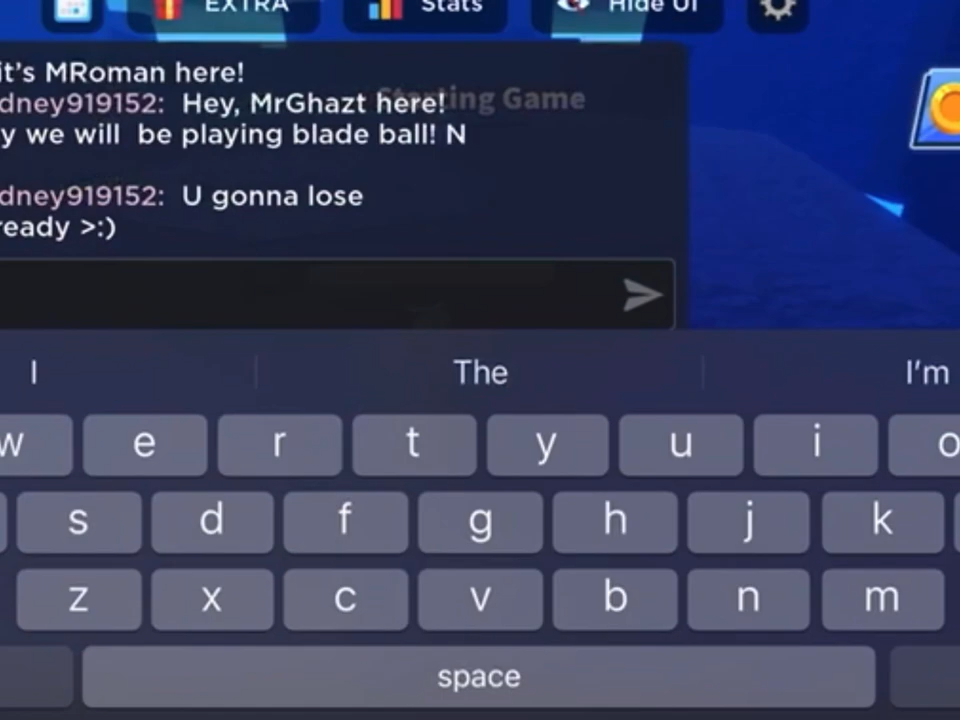 EXTRA Stats Hide UI
it's MRoman here!
dney919152: Hey, MrGhazt here!
Starting Game
y we will be playing blade ball! N
dney919152: U gonna lose
ready >:)
I The I'm
w e r t y u i o
s d f g h j k
z x c v b n m
space